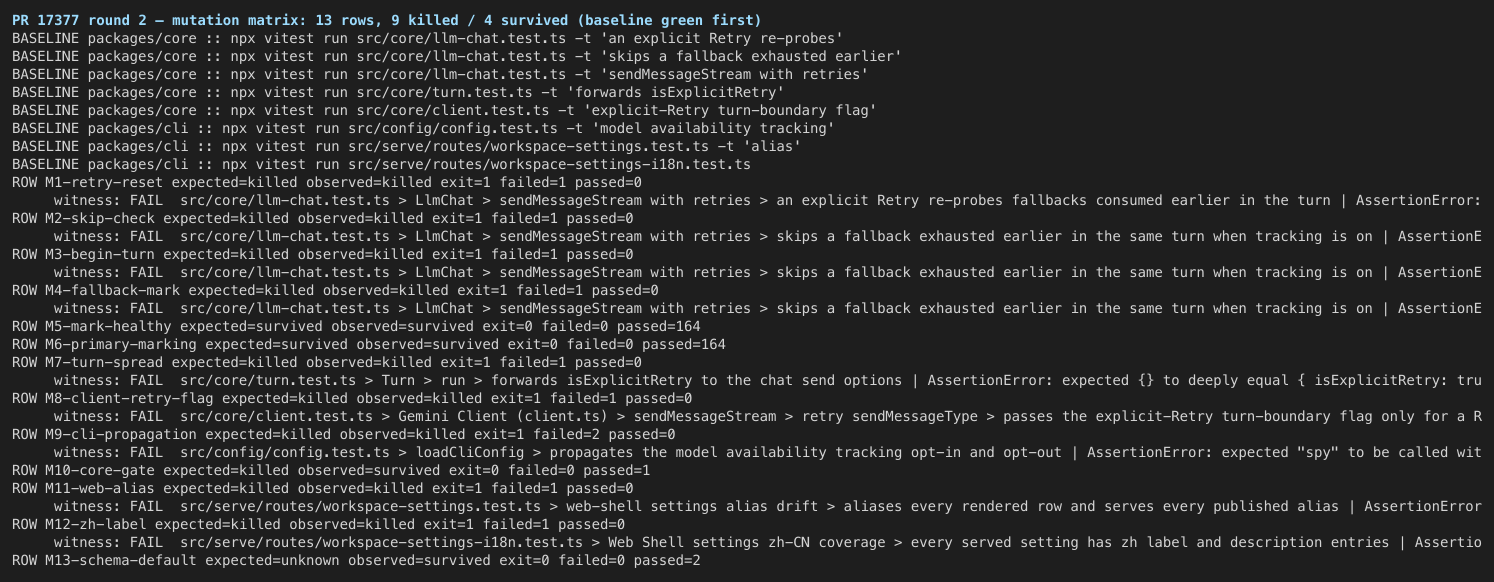 PR 17377 round 2 — mutation matrix: 13 rows, 9 killed / 4 survived (baseline green first)
BASELINE packages/core :: npx vitest run src/core/llm-chat.test.ts -t 'an explicit Retry re-probes'
BASELINE packages/core :: npx vitest run src/core/llm-chat.test.ts -t 'skips a fallback exhausted earlier'
BASELINE packages/core :: npx vitest run src/core/llm-chat.test.ts -t 'sendMessageStream with retries'
BASELINE packages/core :: npx vitest run src/core/turn.test.ts -t 'forwards isExplicitRetry'
BASELINE packages/core :: npx vitest run src/core/client.test.ts -t 'explicit-Retry turn-boundary flag'
BASELINE packages/cli :: npx vitest run src/config/config.test.ts -t 'model availability tracking'
BASELINE packages/cli :: npx vitest run src/serve/routes/workspace-settings.test.ts -t 'alias'
BASELINE packages/cli :: npx vitest run src/serve/routes/workspace-settings-i18n.test.ts
ROW M1-retry-reset expected=killed observed=killed exit=1 failed=1 passed=0
witness: FAIL  src/core/llm-chat.test.ts > LlmChat > sendMessageStream with retries > an explicit Retry re-probes fallbacks consumed earlier in the turn | AssertionError:
ROW M2-skip-check expected=killed observed=killed exit=1 failed=1 passed=0
witness: FAIL  src/core/llm-chat.test.ts > LlmChat > sendMessageStream with retries > skips a fallback exhausted earlier in the same turn when tracking is on | AssertionE
ROW M3-begin-turn expected=killed observed=killed exit=1 failed=1 passed=0
witness: FAIL  src/core/llm-chat.test.ts > LlmChat > sendMessageStream with retries > skips a fallback exhausted earlier in the same turn when tracking is on | AssertionE
ROW M4-fallback-mark expected=killed observed=killed exit=1 failed=1 passed=0
witness: FAIL  src/core/llm-chat.test.ts > LlmChat > sendMessageStream with retries > skips a fallback exhausted earlier in the same turn when tracking is on | AssertionE
ROW M5-mark-healthy expected=survived observed=survived exit=0 failed=0 passed=164
ROW M6-primary-marking expected=survived observed=survived exit=0 failed=0 passed=164
ROW M7-turn-spread expected=killed observed=killed exit=1 failed=1 passed=0
witness: FAIL  src/core/turn.test.ts > Turn > run > forwards isExplicitRetry to the chat send options | AssertionError: expected {} to deeply equal { isExplicitRetry: tru
ROW M8-client-retry-flag expected=killed observed=killed exit=1 failed=1 passed=0
witness: FAIL  src/core/client.test.ts > Gemini Client (client.ts) > sendMessageStream > retry sendMessageType > passes the explicit-Retry turn-boundary flag only for a R
ROW M9-cli-propagation expected=killed observed=killed exit=1 failed=2 passed=0
witness: FAIL  src/config/config.test.ts > loadCliConfig > propagates the model availability tracking opt-in and opt-out | AssertionError: expected "spy" to be called wit
ROW M10-core-gate expected=killed observed=survived exit=0 failed=0 passed=1
ROW M11-web-alias expected=killed observed=killed exit=1 failed=1 passed=0
witness: FAIL  src/serve/routes/workspace-settings.test.ts > web-shell settings alias drift > aliases every rendered row and serves every published alias | AssertionError
ROW M12-zh-label expected=killed observed=killed exit=1 failed=1 passed=0
witness: FAIL  src/serve/routes/workspace-settings-i18n.test.ts > Web Shell settings zh-CN coverage > every served setting has zh label and description entries | Assertio
ROW M13-schema-default expected=unknown observed=survived exit=0 failed=0 passed=2